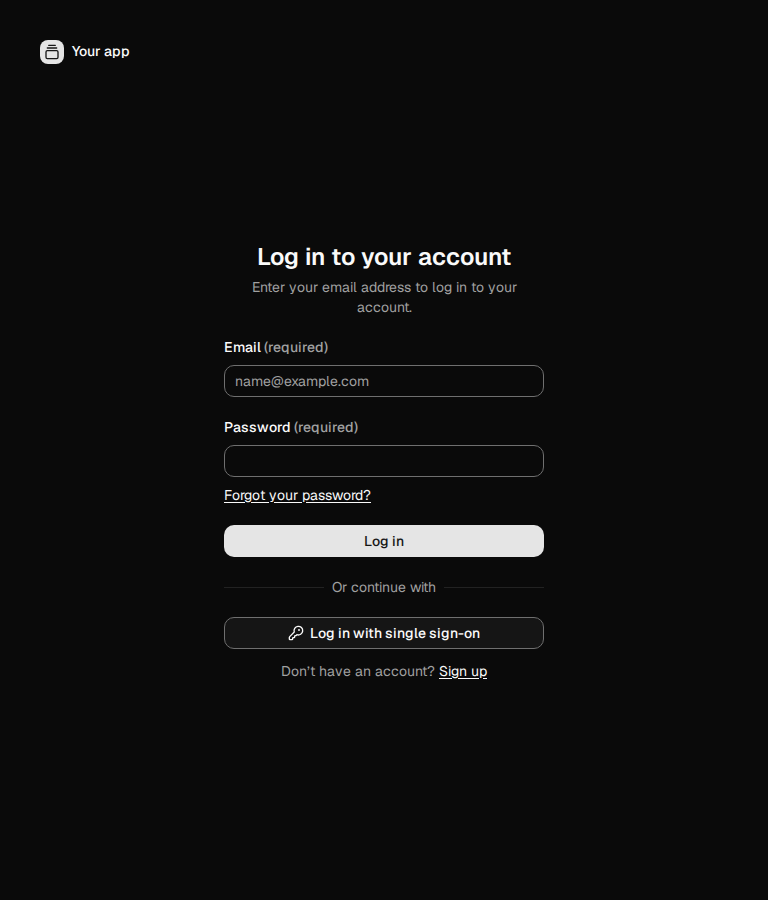 Your app
Log in to your account
Enter your email address to log in to your
account.
Email (required)
name@example.com
Password (required)
Forgot your password?
Log in
Or continue with
Log in with single sign-on
Don't have an account? Sign up